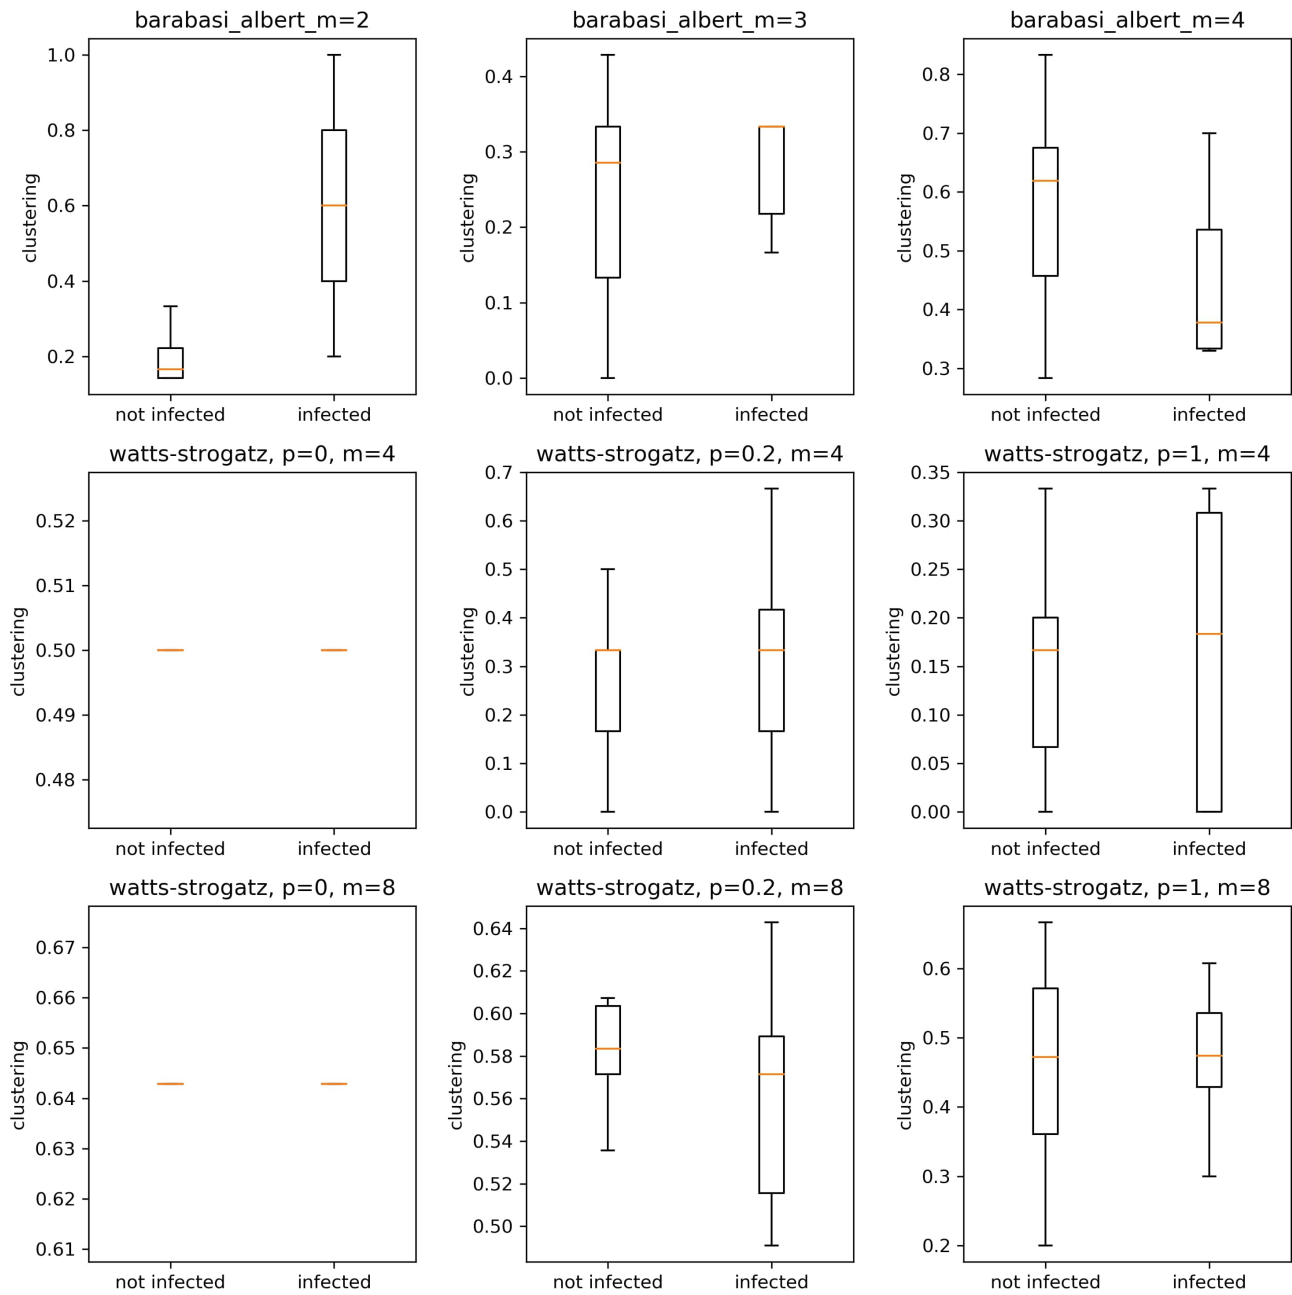 barabasi_albert_m=2
1.0
0.8
0.6
0.4
0.2
clustering
not infected
infected
barabasi_albert_m=3
0.4
0.3
0.2
0.1
0.0
clustering
not infected
infected
barabasi_albert_m=4
0.8
0.7
0.6
0.5
0.4
0.3
clustering
not infected
infected
watts-strogatz, p=0, m=4
0.52
0.51
0.50
0.49
0.48
clustering
not infected
infected
watts-strogatz, p=0.2, m=4
0.7
0.6
0.5
0.4
0.3
0.2
0.1
0.0
clustering
not infected
infected
watts-strogatz, p=1, m=4
0.35
0.30
0.25
0.20
0.15
0.10
0.05
0.00
clustering
not infected
infected
watts-strogatz, p=0, m=8
0.67
0.66
0.65
0.64
0.63
0.62
0.61
clustering
not infected
infected
watts-strogatz, p=0.2, m=8
0.64
0.62
0.60
0.58
0.56
0.54
0.52
0.50
clustering
not infected
infected
watts-strogatz, p=1, m=8
0.6
0.5
0.4
0.3
0.2
clustering
not infected
infected